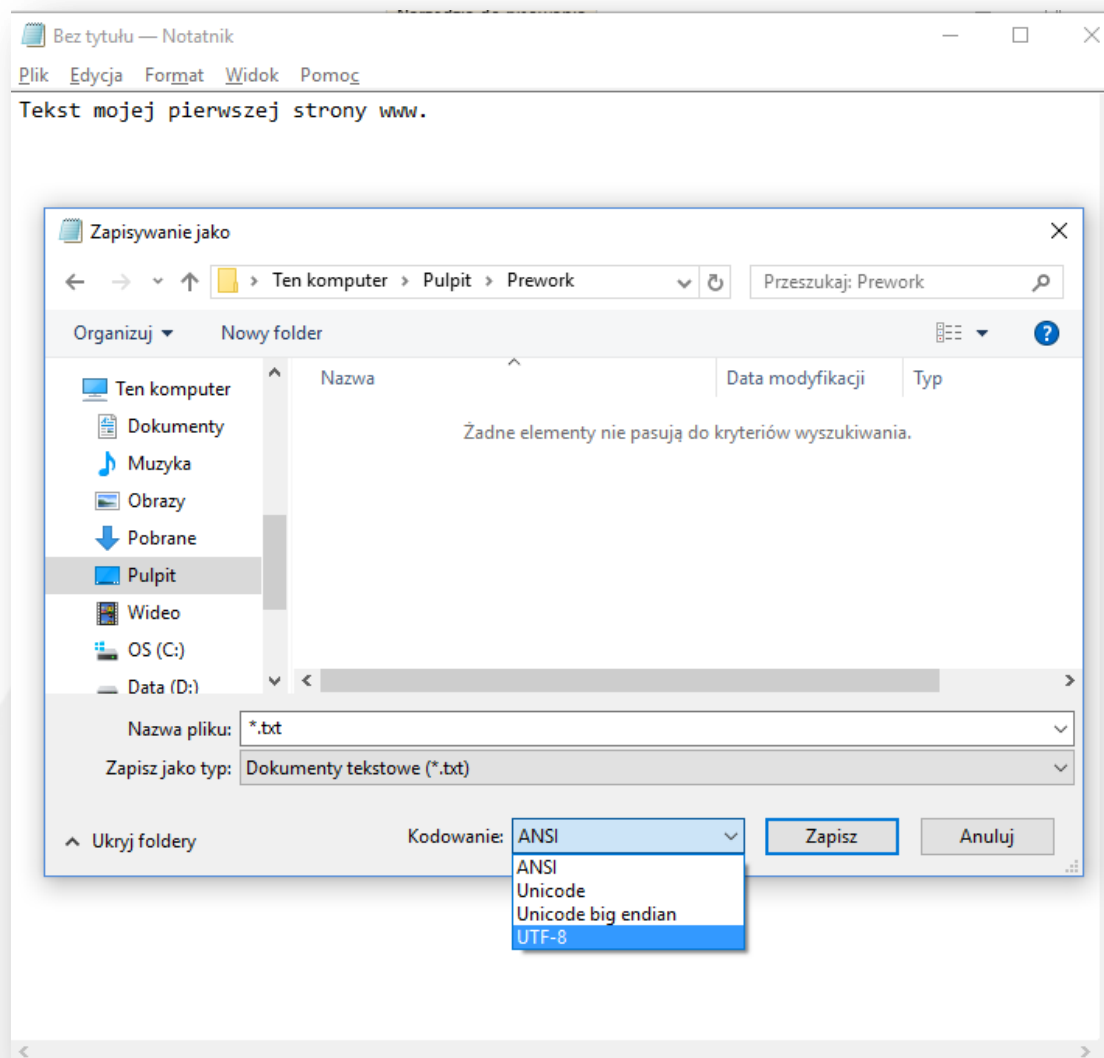 Bez tytułu — Notatnik
Plik Edycja Format Widok Pomoc
Tekst mojej pierwszej strony www.
Zapisywanie jako
Ten komputer > Pulpit > Prework
Przeszukaj: Prework
Organizuj Nowy folder
Ten komputer
Dokumenty
Muzyka
Obrazy
Pobrane
Pulpit
Wideo
OS (C:)
Data (D:)
Nazwa Data modyfikacji Typ
Żadne elementy nie pasują do kryteriów wyszukiwania.
Nazwa pliku: *.txt
Zapisz jako typ: Dokumenty tekstowe (*.txt)
Ukryj foldery Kodowanie: ANSI Zapisz Anuluj
ANSI
Unicode
Unicode big endian
UTF-8